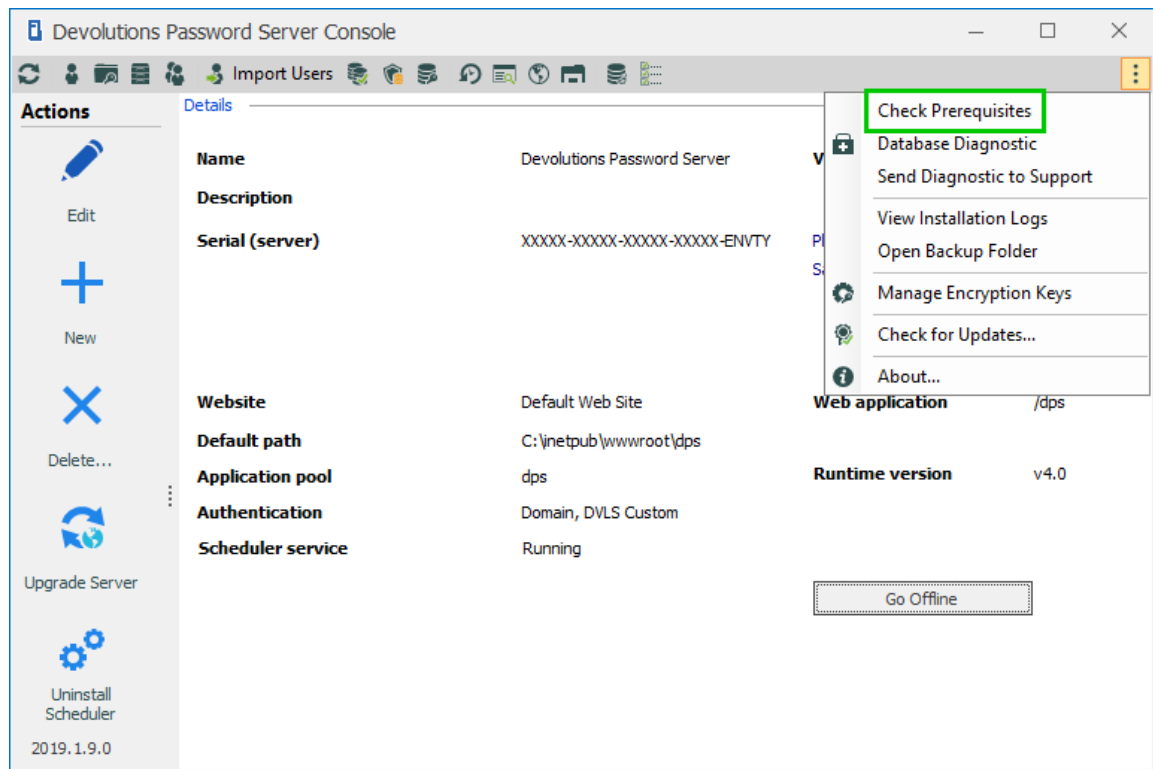 Devolutions Password Server Console
Import Users
Actions
Edit
New
Delete...
Upgrade Server
Uninstall
Scheduler
2019.1.9.0
Details
Name Devolutions Password Server
Description
Serial (server) XXXXX-XXXXX-XXXXX-XXXXX-ENVTY
Website Default Web Site Web application /dps
Default path C:\inetpub\wwwroot\dps
Application pool dps Runtime version v4.0
Authentication Domain, DVLS Custom
Scheduler service Running
Go Offline
Check Prerequisites
Database Diagnostic
Send Diagnostic to Support
View Installation Logs
Open Backup Folder
Manage Encryption Keys
Check for Updates...
About...